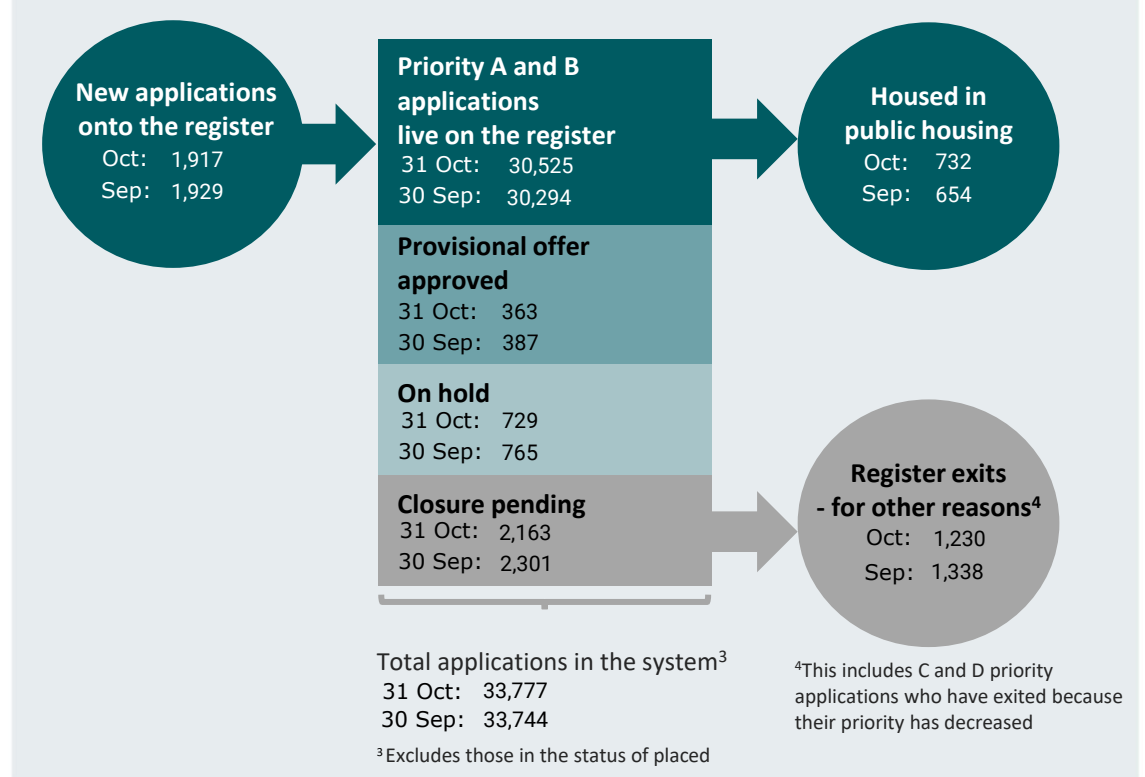 New applications
onto the register
Oct: 1,917
Sep: 1,929
Priority A and B
applications
live on the register
31 Oct: 30,525
30 Sep: 30,294
Housed in
public housing
Oct: 732
Sep: 654
Provisional offer
approved
31 Oct: 363
30 Sep: 387
On hold
31 Oct: 729
30 Sep: 765
Closure pending
31 Oct: 2,163
30 Sep: 2,301
Register exits
- for other reasons⁴
Oct: 1,230
Sep: 1,338
Total applications in the system³
31 Oct: 33,777
30 Sep: 33,744
³ Excludes those in the status of placed
⁴This includes C and D priority
applications who have exited because
their priority has decreased